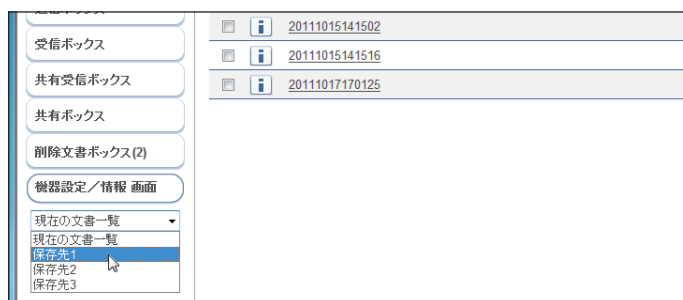 受信ボックス
共有受信ボックス
共有ボックス
削除文書ボックス(2)
機器設定／情報 画面
現在の文書一覧
現在の文書一覧
保存先1
保存先2
保存先3
20111015141502
20111015141516
20111017170125